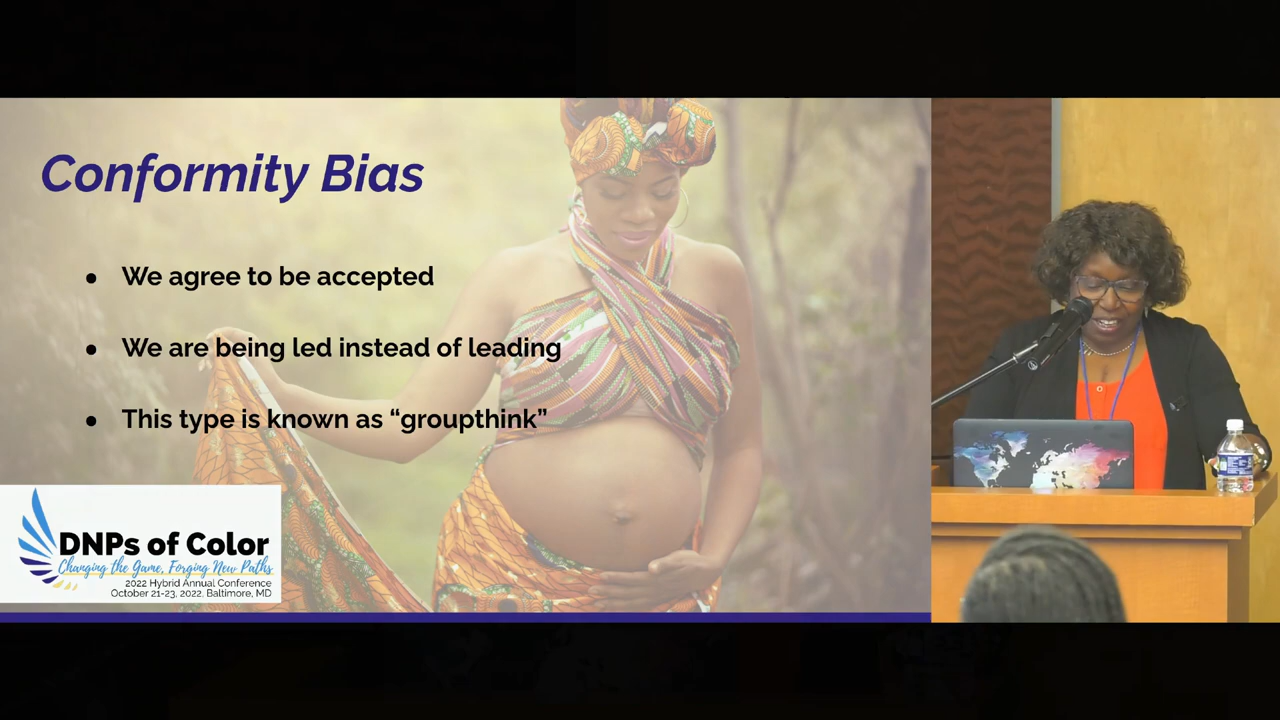 Conformity Bias
● We agree to be accepted
● We are being led instead of leading
● This type is known as “groupthink”
DNPs of Color
Changing the Game, Forging New Paths
2022 Hybrid Annual Conference
October 21-23, 2022, Baltimore, MD